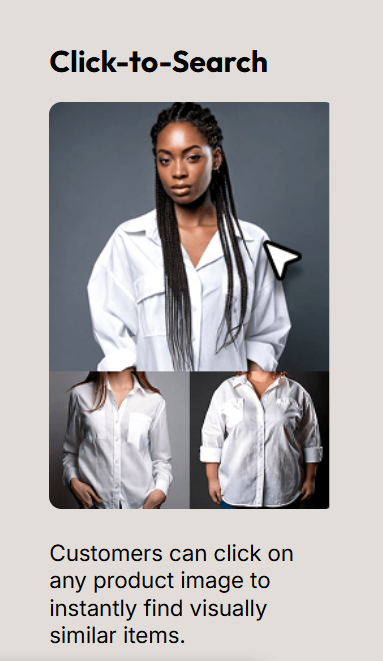 Click-to-Search
Customers can click on
any product image to
instantly find visually
similar items.